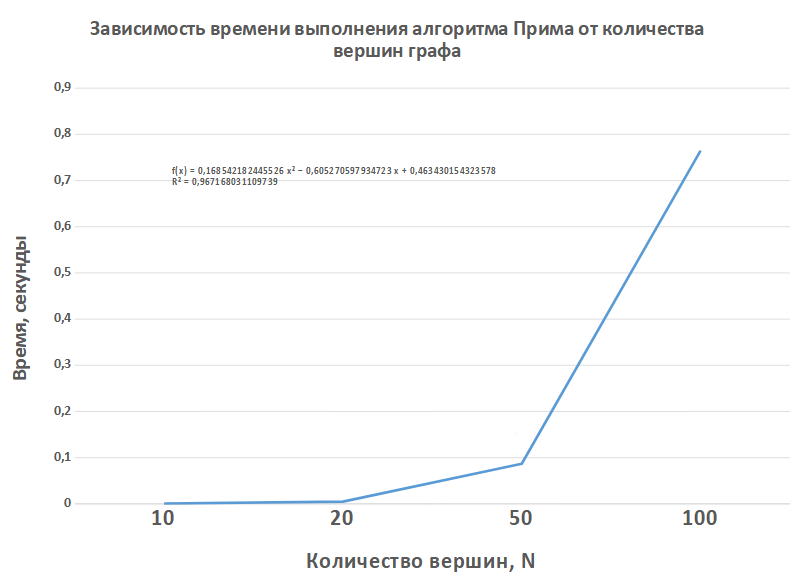 Зависимость времени выполнения алгоритма Прима от количества
вершин графа
0,9
0,8
f(x) = 0,168542182445526 x² − 0,605270597934723 x + 0,463430154323578
R² = 0,967168031109739
0,7
0,6
0,5
0,4
0,3
0,2
0,1
0
Время, секунды
10 20 50 100
Количество вершин, N